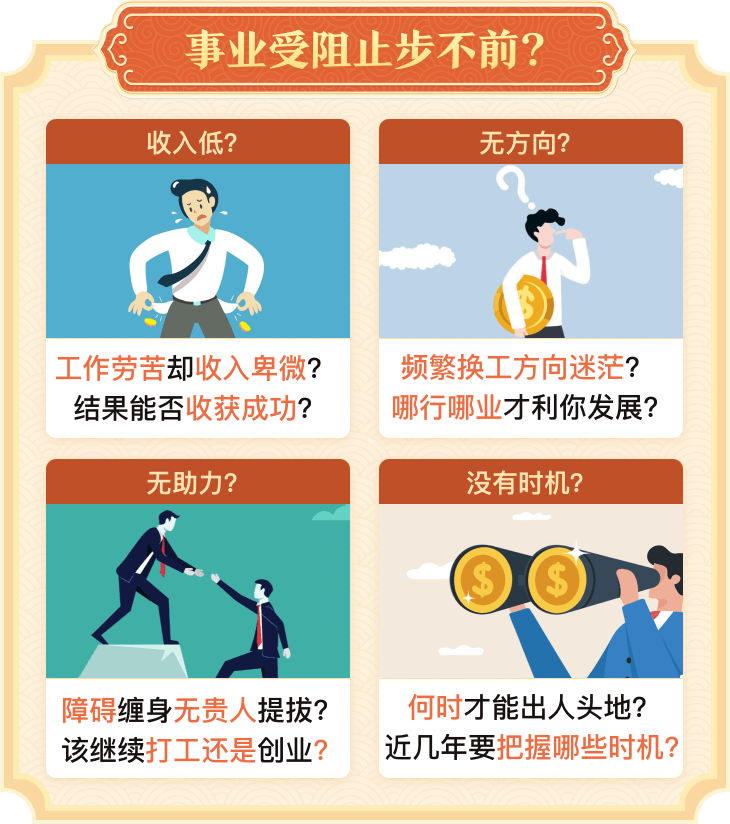 事业受阻止步不前?
收入低?
工作劳苦却收入卑微?
结果能否收获成功?
无方向?
频繁换工方向迷茫?
哪行哪业才利你发展?
无助力?
障碍缠身无贵人提拔?
该继续打工还是创业?
没有时机?
何时才能出人头地?
近几年要把握哪些时机?